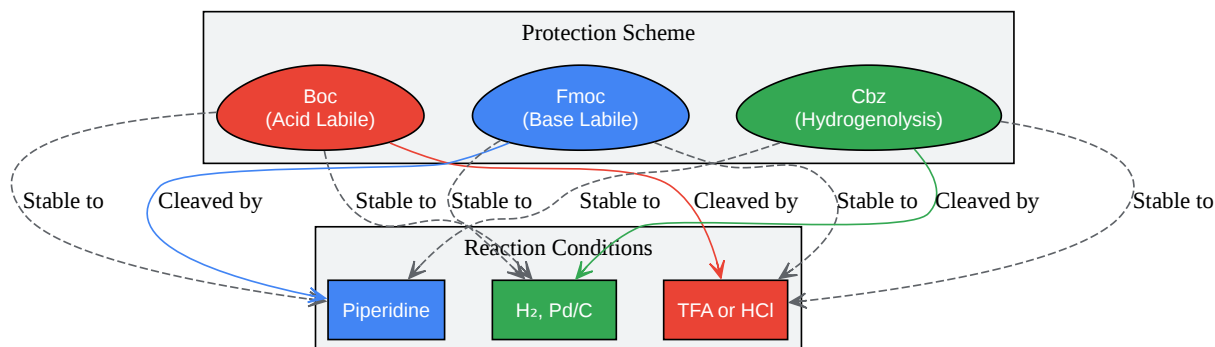 Protection Scheme
Boc
(Acid Labile)
Fmoc
(Base Labile)
Cbz
(Hydrogenolysis)
Stable to
Cleaved by
Stable to
Stable to
Stable to
Cleaved by
Stable to
Cleaved by
Stable to
Reaction Conditions
Piperidine
H₂, Pd/C
TFA or HCl